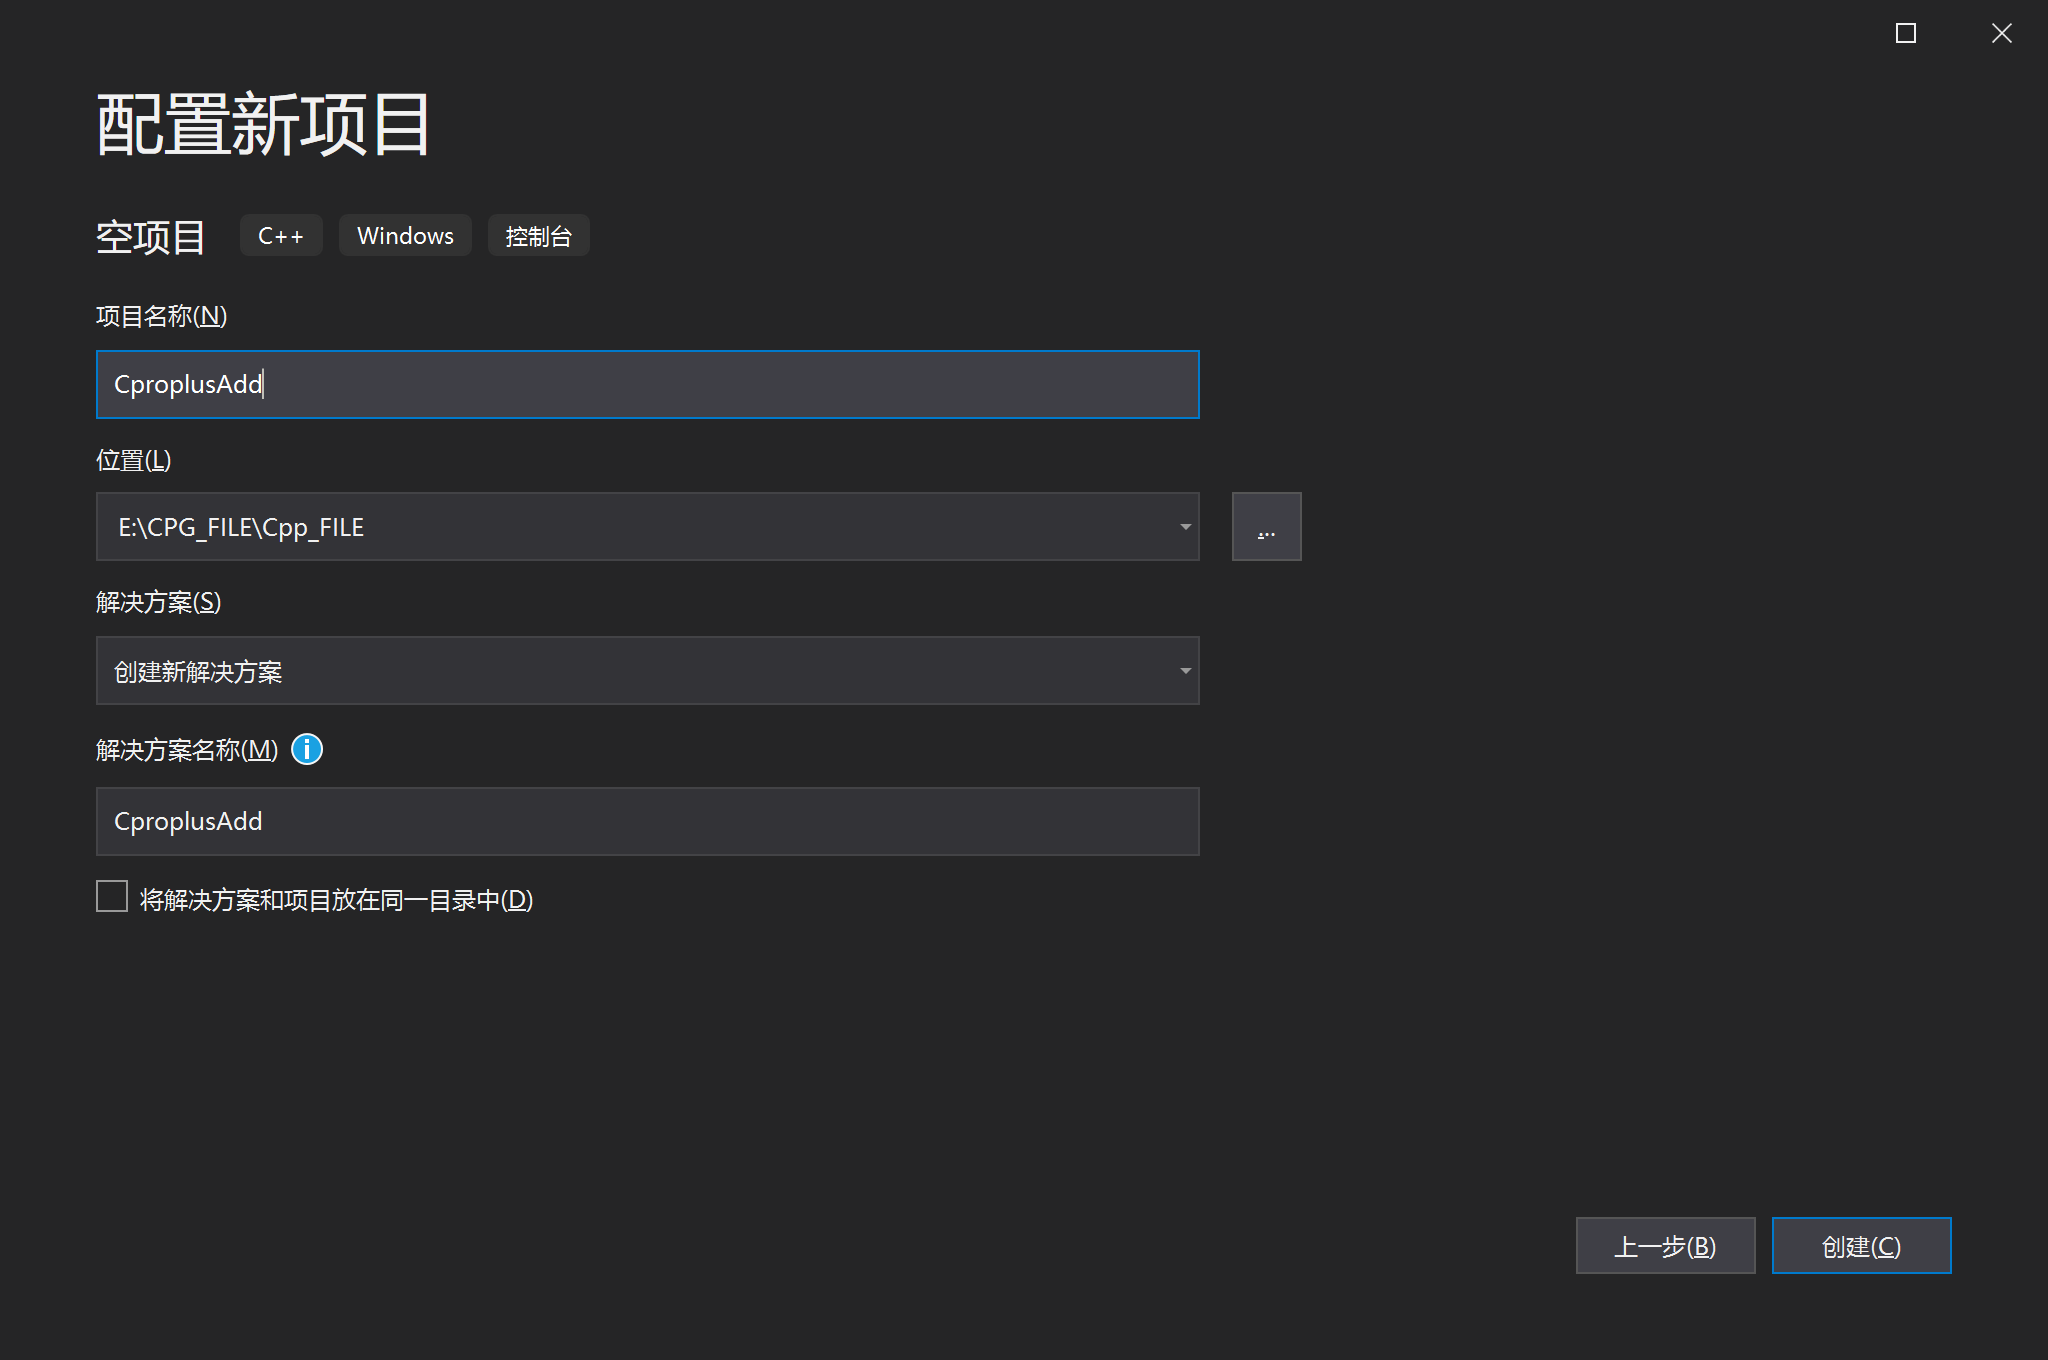 配置新项目
空项目 C++ Windows 控制台
项目名称(N)
CproplusAdd
位置(L)
E:\CPG_FILE\Cpp_FILE ...
解决方案(S)
创建新解决方案
解决方案名称(M)
CproplusAdd
将解决方案和项目放在同一目录中(D)
上一步(B) 创建(C)